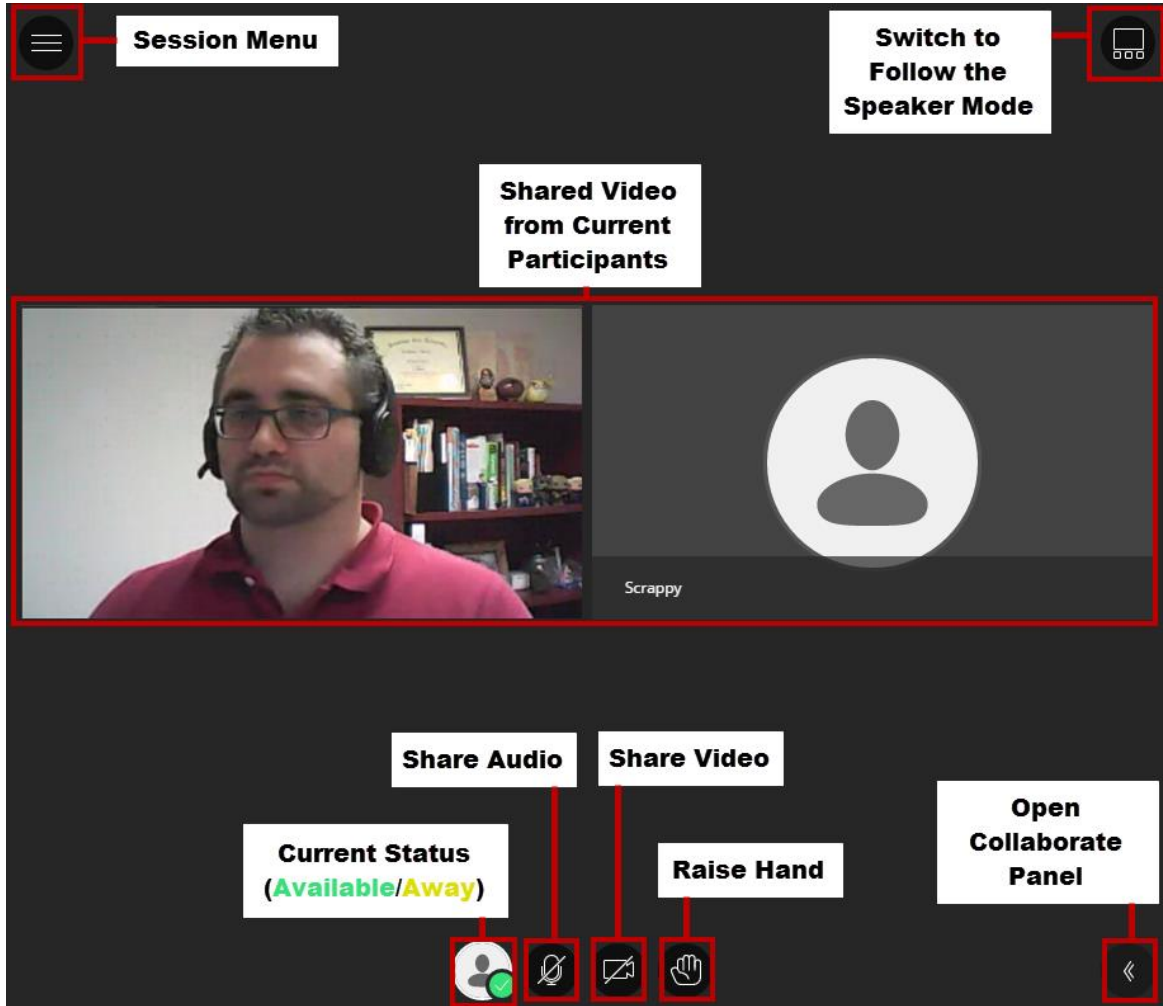 Session Menu
Switch to
Follow the
Speaker Mode
Shared Video
from Current
Participants
Scrappy
Share Audio
Share Video
Current Status
(Available/Away)
Raise Hand
Open
Collaborate
Panel